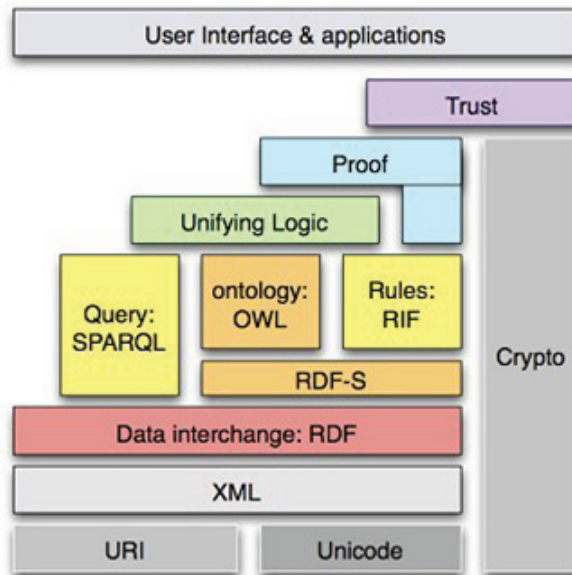 User Interface & applications
Trust
Proof
Unifying Logic
Query:
SPARQL
ontology:
OWL
Rules:
RIF
Crypto
RDF-S
Data interchange: RDF
XML
URI
Unicode